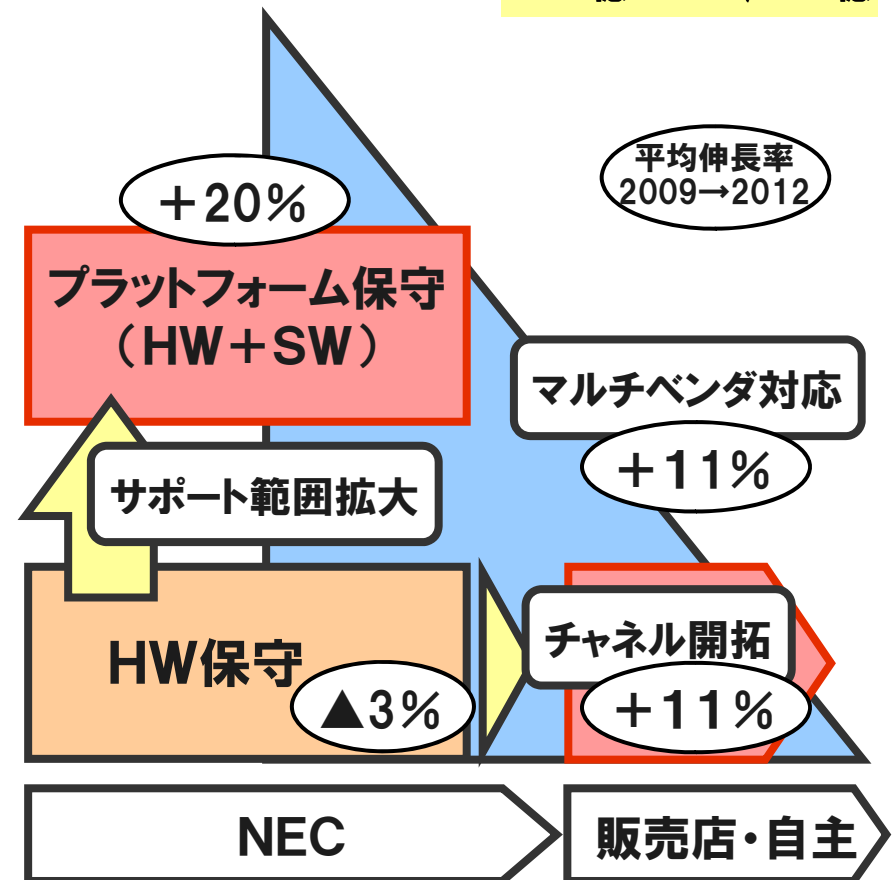 平均伸長率
2009→2012
+20%
プラットフォーム保守
(HW+SW)
マルチベンダ対応
+11%
サポート範囲拡大
チャネル開拓
HW保守
▲3%
+11%
NEC
販売店・自主